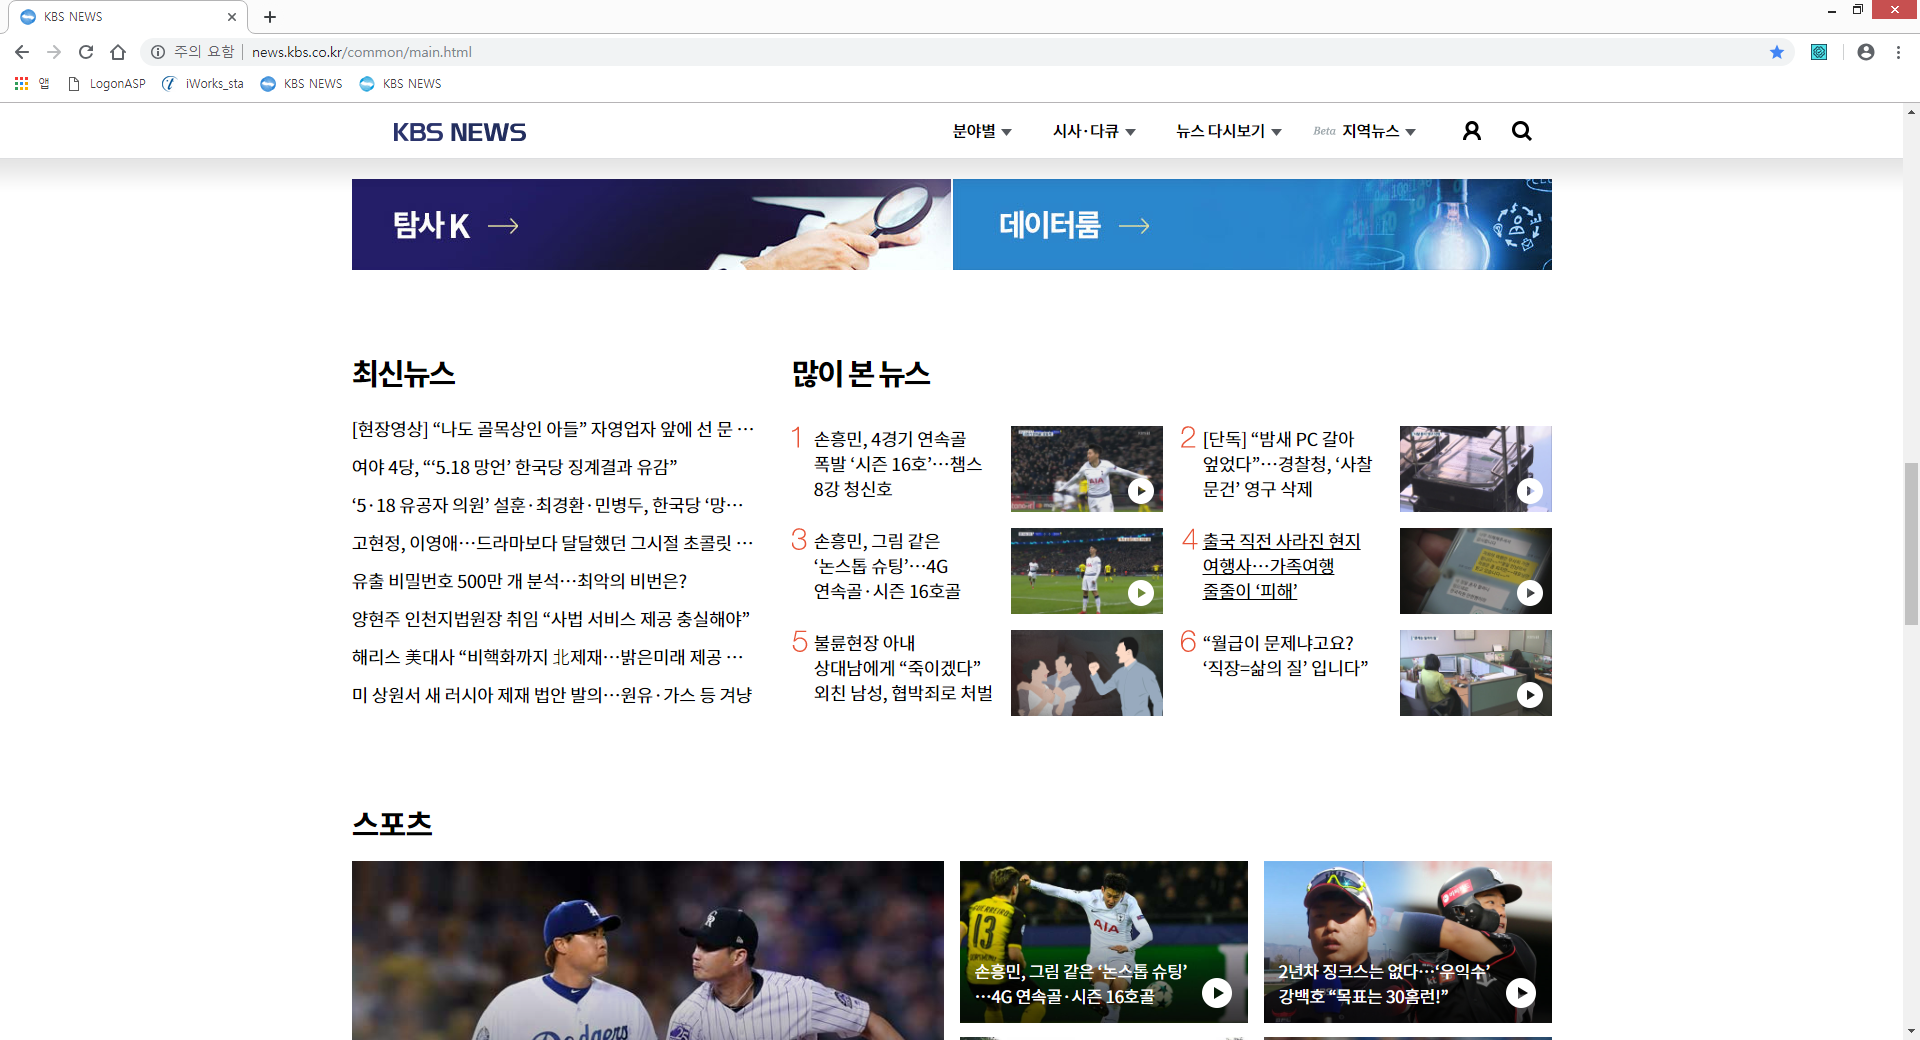 KBS NEWS
주의 요함
news.kbs.co.kr/common/main.html
앱
LogonASP
iWorks_sta
KBS NEWS
KBS NEWS
KBS NEWS
분야별
시사·다큐
뉴스 다시보기
Beta 지역뉴스
탐사 K
데이터룸
최신뉴스
[현장영상] “나도 골목상인 아들” 자영업자 앞에 선 문 …
여야 4당, “‘5.18 망언’ 한국당 징계결과 유감”
‘5·18 유공자 의원’ 설훈·최경환·민병두, 한국당 ‘망…
고현정, 이영애…드라마보다 달달했던 그시절 초콜릿 …
유출 비밀번호 500만 개 분석…최악의 비번은?
양현주 인천지법원장 취임 “사법 서비스 제공 충실해야”
해리스 美대사 “비핵화까지 北제재…밝은미래 제공 …
미 상원서 새 러시아 제재 법안 발의…원유·가스 등 겨냥
많이 본 뉴스
1 손흥민, 4경기 연속골
폭발 ‘시즌 16호’…챔스
8강 청신호
2 [단독] “밤새 PC 갈아
엎었다”…경찰청, ‘사찰
문건’ 영구 삭제
3 손흥민, 그림 같은
‘논스톱 슈팅’…4G
연속골·시즌 16호골
4 출국 직전 사라진 현지
여행사…가족여행
줄줄이 ‘피해’
5 불륜현장 아내
상대남에게 “죽이겠다”
외친 남성, 협박죄로 처벌
6 “월급이 문제냐고요?
‘직장=삶의 질’ 입니다”
스포츠
LA
CR
Dodgers
GUERREIRO
13
AIA
손흥민, 그림 같은 ‘논스톱 슈팅’
…4G 연속골·시즌 16호골
2년차 징크스는 없다…‘우익수’
강백호 “목표는 30홈런!”